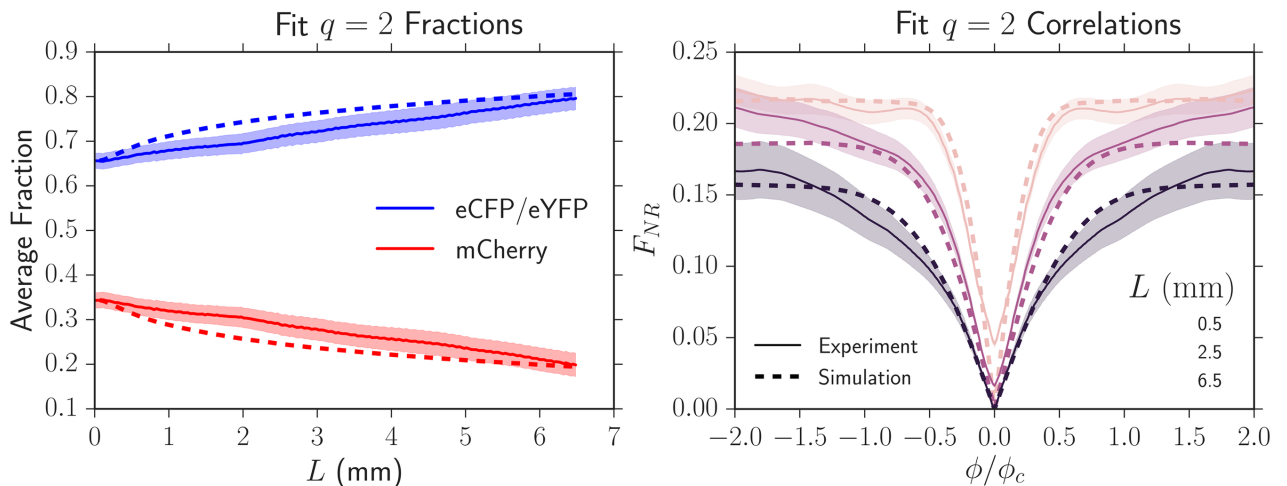 Fit q = 2 Fractions
0.9
0.8
0.7
0.6
0.5
0.4
0.3
0.2
0.1
Average Fraction
eCFP/eYFP
mCherry
0 1 2 3 4 5 6 7
L (mm)
Fit q = 2 Correlations
0.25
0.20
0.15
0.10
0.05
0.00
F_{NR}
L (mm)
0.5
2.5
6.5
Experiment
Simulation
−2.0 −1.5 −1.0 −0.5 0.0 0.5 1.0 1.5 2.0
ϕ/ϕ_c